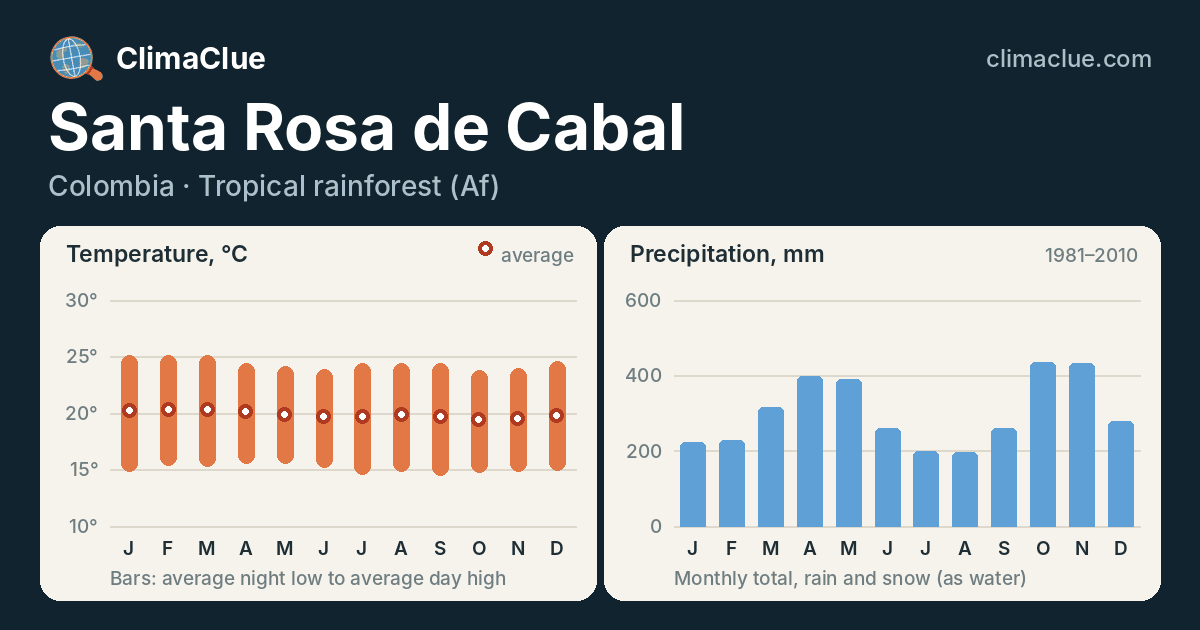 ClimaClue
climaclue.com
Santa Rosa de Cabal
Colombia · Tropical rainforest (Af)
Temperature, °C
average
30°
25°
20°
15°
10°
J F M A M J J A S O N D
Bars: average night low to average day high
Precipitation, mm
1981–2010
600
400
200
0
J F M A M J J A S O N D
Monthly total, rain and snow (as water)